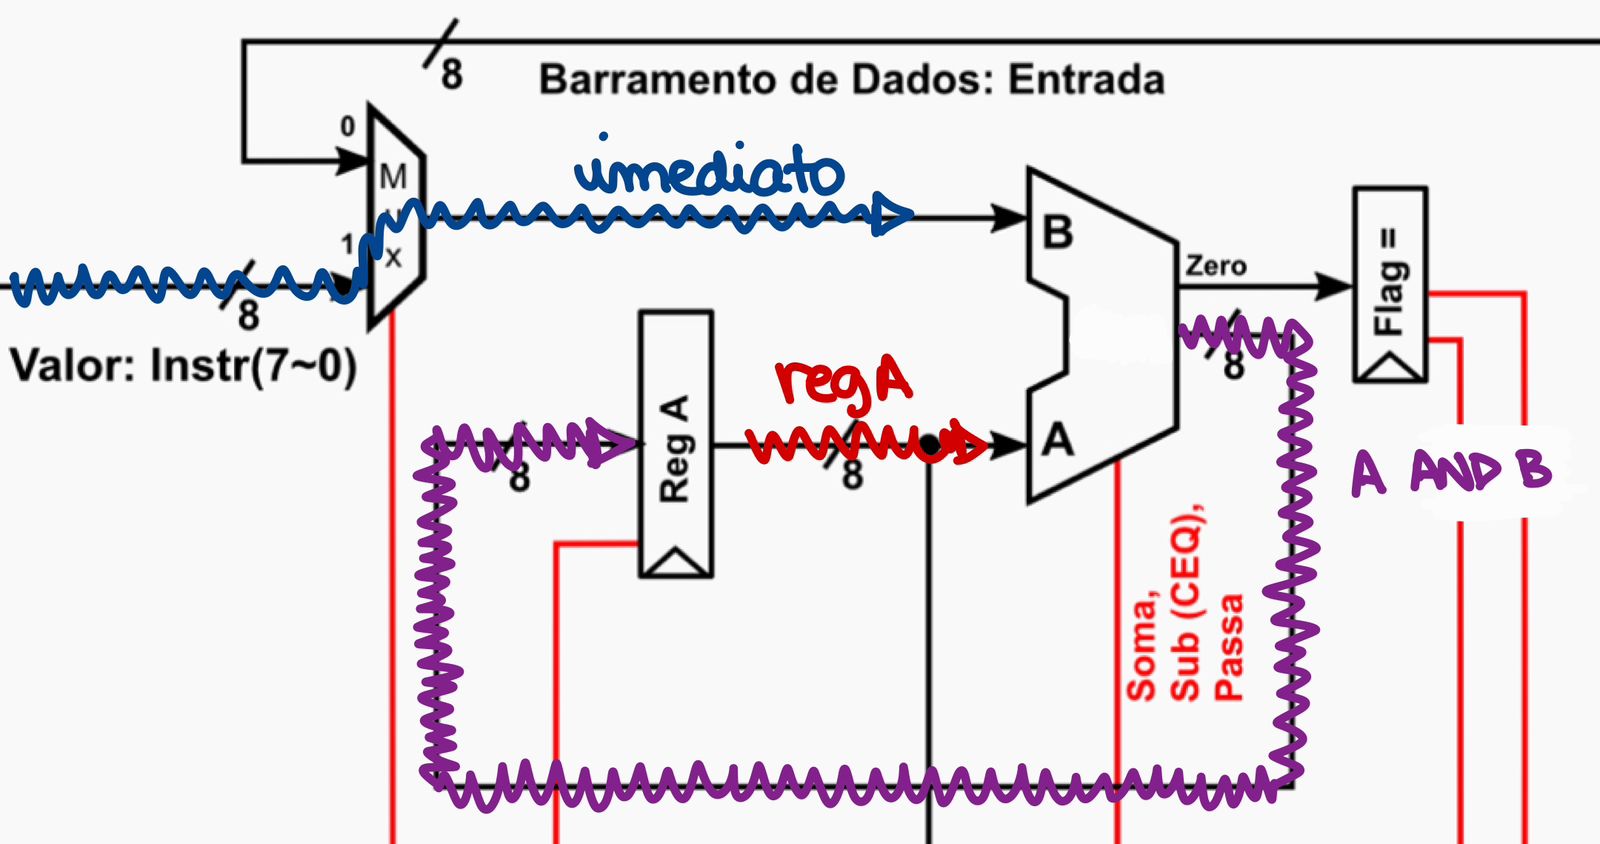 8
Barramento de Dados: Entrada
0
M
u
x
1
imediato
8
Valor: Instr(7~0)
B
Zero
Flag =
8
regA
Reg A
8
8
A
A AND B
Soma,
Sub (CEQ),
Passa